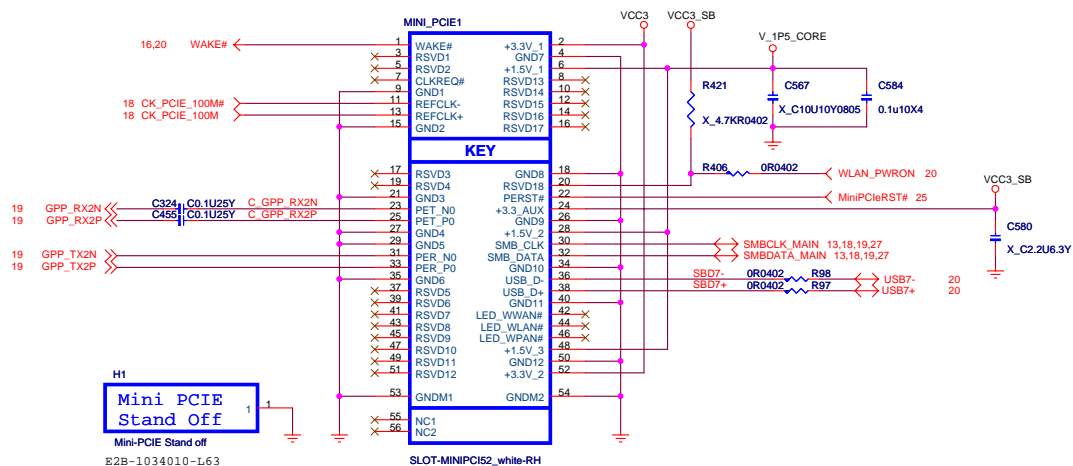 MINI_PCIE1
VCC3 VCC3_SB
V_1P5_CORE
16,20 WAKE# 1 WAKE# +3.3V_1 2
3 RSVD1 GND7 4
5 RSVD2 +1.5V_1 6
7 CLKREQ# RSVD13 8
9 GND1 RSVD14 10
18 CK_PCIE_100M# 11 REFCLK- RSVD15 12
18 CK_PCIE_100M 13 REFCLK+ RSVD16 14
15 GND2 RSVD17 16
R421 C567 C584
X_C10U10Y0805 0.1u10X4
X_4.7KR0402
KEY
17 RSVD3 GND8 18
19 RSVD4 RSVD18 20
21 GND3 PERST# 22
19 GPP_RX2N C324 C0.1U25Y C_GPP_RX2N 23 PET_N0 +3.3_AUX 24
19 GPP_RX2P C455 C0.1U25Y C_GPP_RX2P 25 PET_P0 GND9 26
27 GND4 +1.5V_2 28
29 GND5 SMB_CLK 30
19 GPP_TX2N 31 PER_N0 SMB_DATA 32
19 GPP_TX2P 33 PER_P0 GND10 34
35 GND6 USB_D- 36
37 RSVD5 USB_D+ 38
39 RSVD6 GND11 40
41 RSVD7 LED_WWAN# 42
43 RSVD8 LED_WLAN# 44
45 RSVD9 LED_WPAN# 46
47 RSVD10 +1.5V_3 48
49 RSVD11 GND12 50
51 RSVD12 +3.3V_2 52
53 GNDM1 GNDM2 54
55 NC1
56 NC2
R406 0R0402 WLAN_PWRON 20
MiniPCIeRST# 25
VCC3_SB
C580
X_C2.2U6.3Y
SMBCLK_MAIN 13,18,19,27
SMBDATA_MAIN 13,18,19,27
SBD7- 0R0402 R98 USB7- 20
SBD7+ 0R0402 R97 USB7+ 20
H1
Mini PCIE
Stand Off
1 1
Mini-PCIE Stand off
E2B-1034010-L63
SLOT-MINIPCI52_white-RH